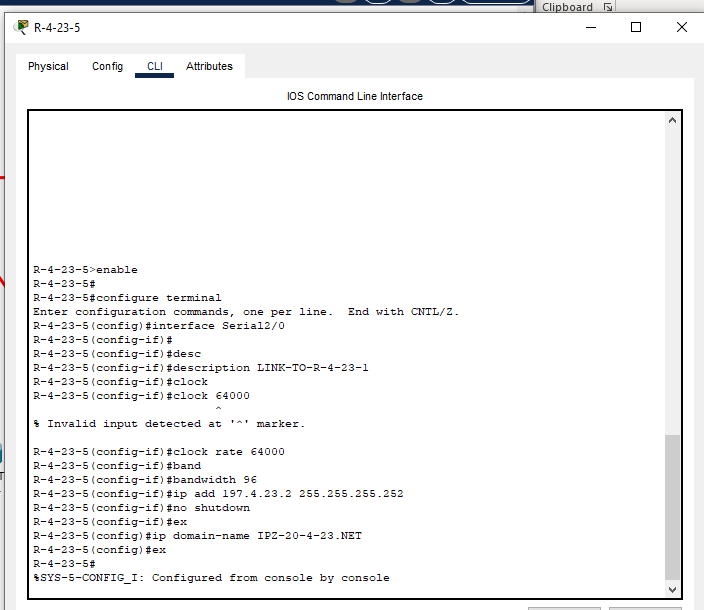 Clipboard
R-4-23-5
Physical Config CLI Attributes
IOS Command Line Interface
R-4-23-5>enable
R-4-23-5#
R-4-23-5#configure terminal
Enter configuration commands, one per line.  End with CNTL/Z.
R-4-23-5(config)#interface Serial2/0
R-4-23-5(config-if)#
R-4-23-5(config-if)#desc
R-4-23-5(config-if)#description LINK-TO-R-4-23-1
R-4-23-5(config-if)#clock
R-4-23-5(config-if)#clock 64000
^
% Invalid input detected at '^' marker.
R-4-23-5(config-if)#clock rate 64000
R-4-23-5(config-if)#band
R-4-23-5(config-if)#bandwidth 96
R-4-23-5(config-if)#ip add 197.4.23.2 255.255.255.252
R-4-23-5(config-if)#no shutdown
R-4-23-5(config-if)#ex
R-4-23-5(config)#ip domain-name IPZ-20-4-23.NET
R-4-23-5(config)#ex
R-4-23-5#
%SYS-5-CONFIG_I: Configured from console by console